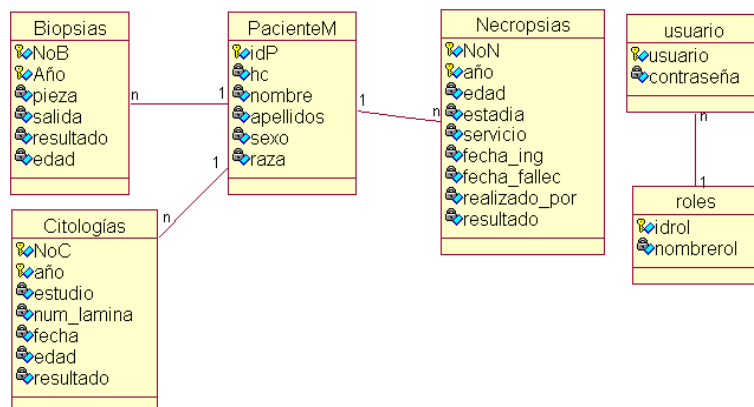 Biopsias
NoB
Año
pieza
salida
resultado
edad
n
1
PacienteM
idP
hc
nombre
apellidos
sexo
raza
1
n
Necropsias
NoN
año
edad
estadia
servicio
fecha_ing
fecha_fallec
realizado_por
resultado
usuario
usuario
contraseña
n
1
roles
idrol
nombrerol
1
n
Citologías
NoC
año
estudio
num_lamina
fecha
edad
resultado